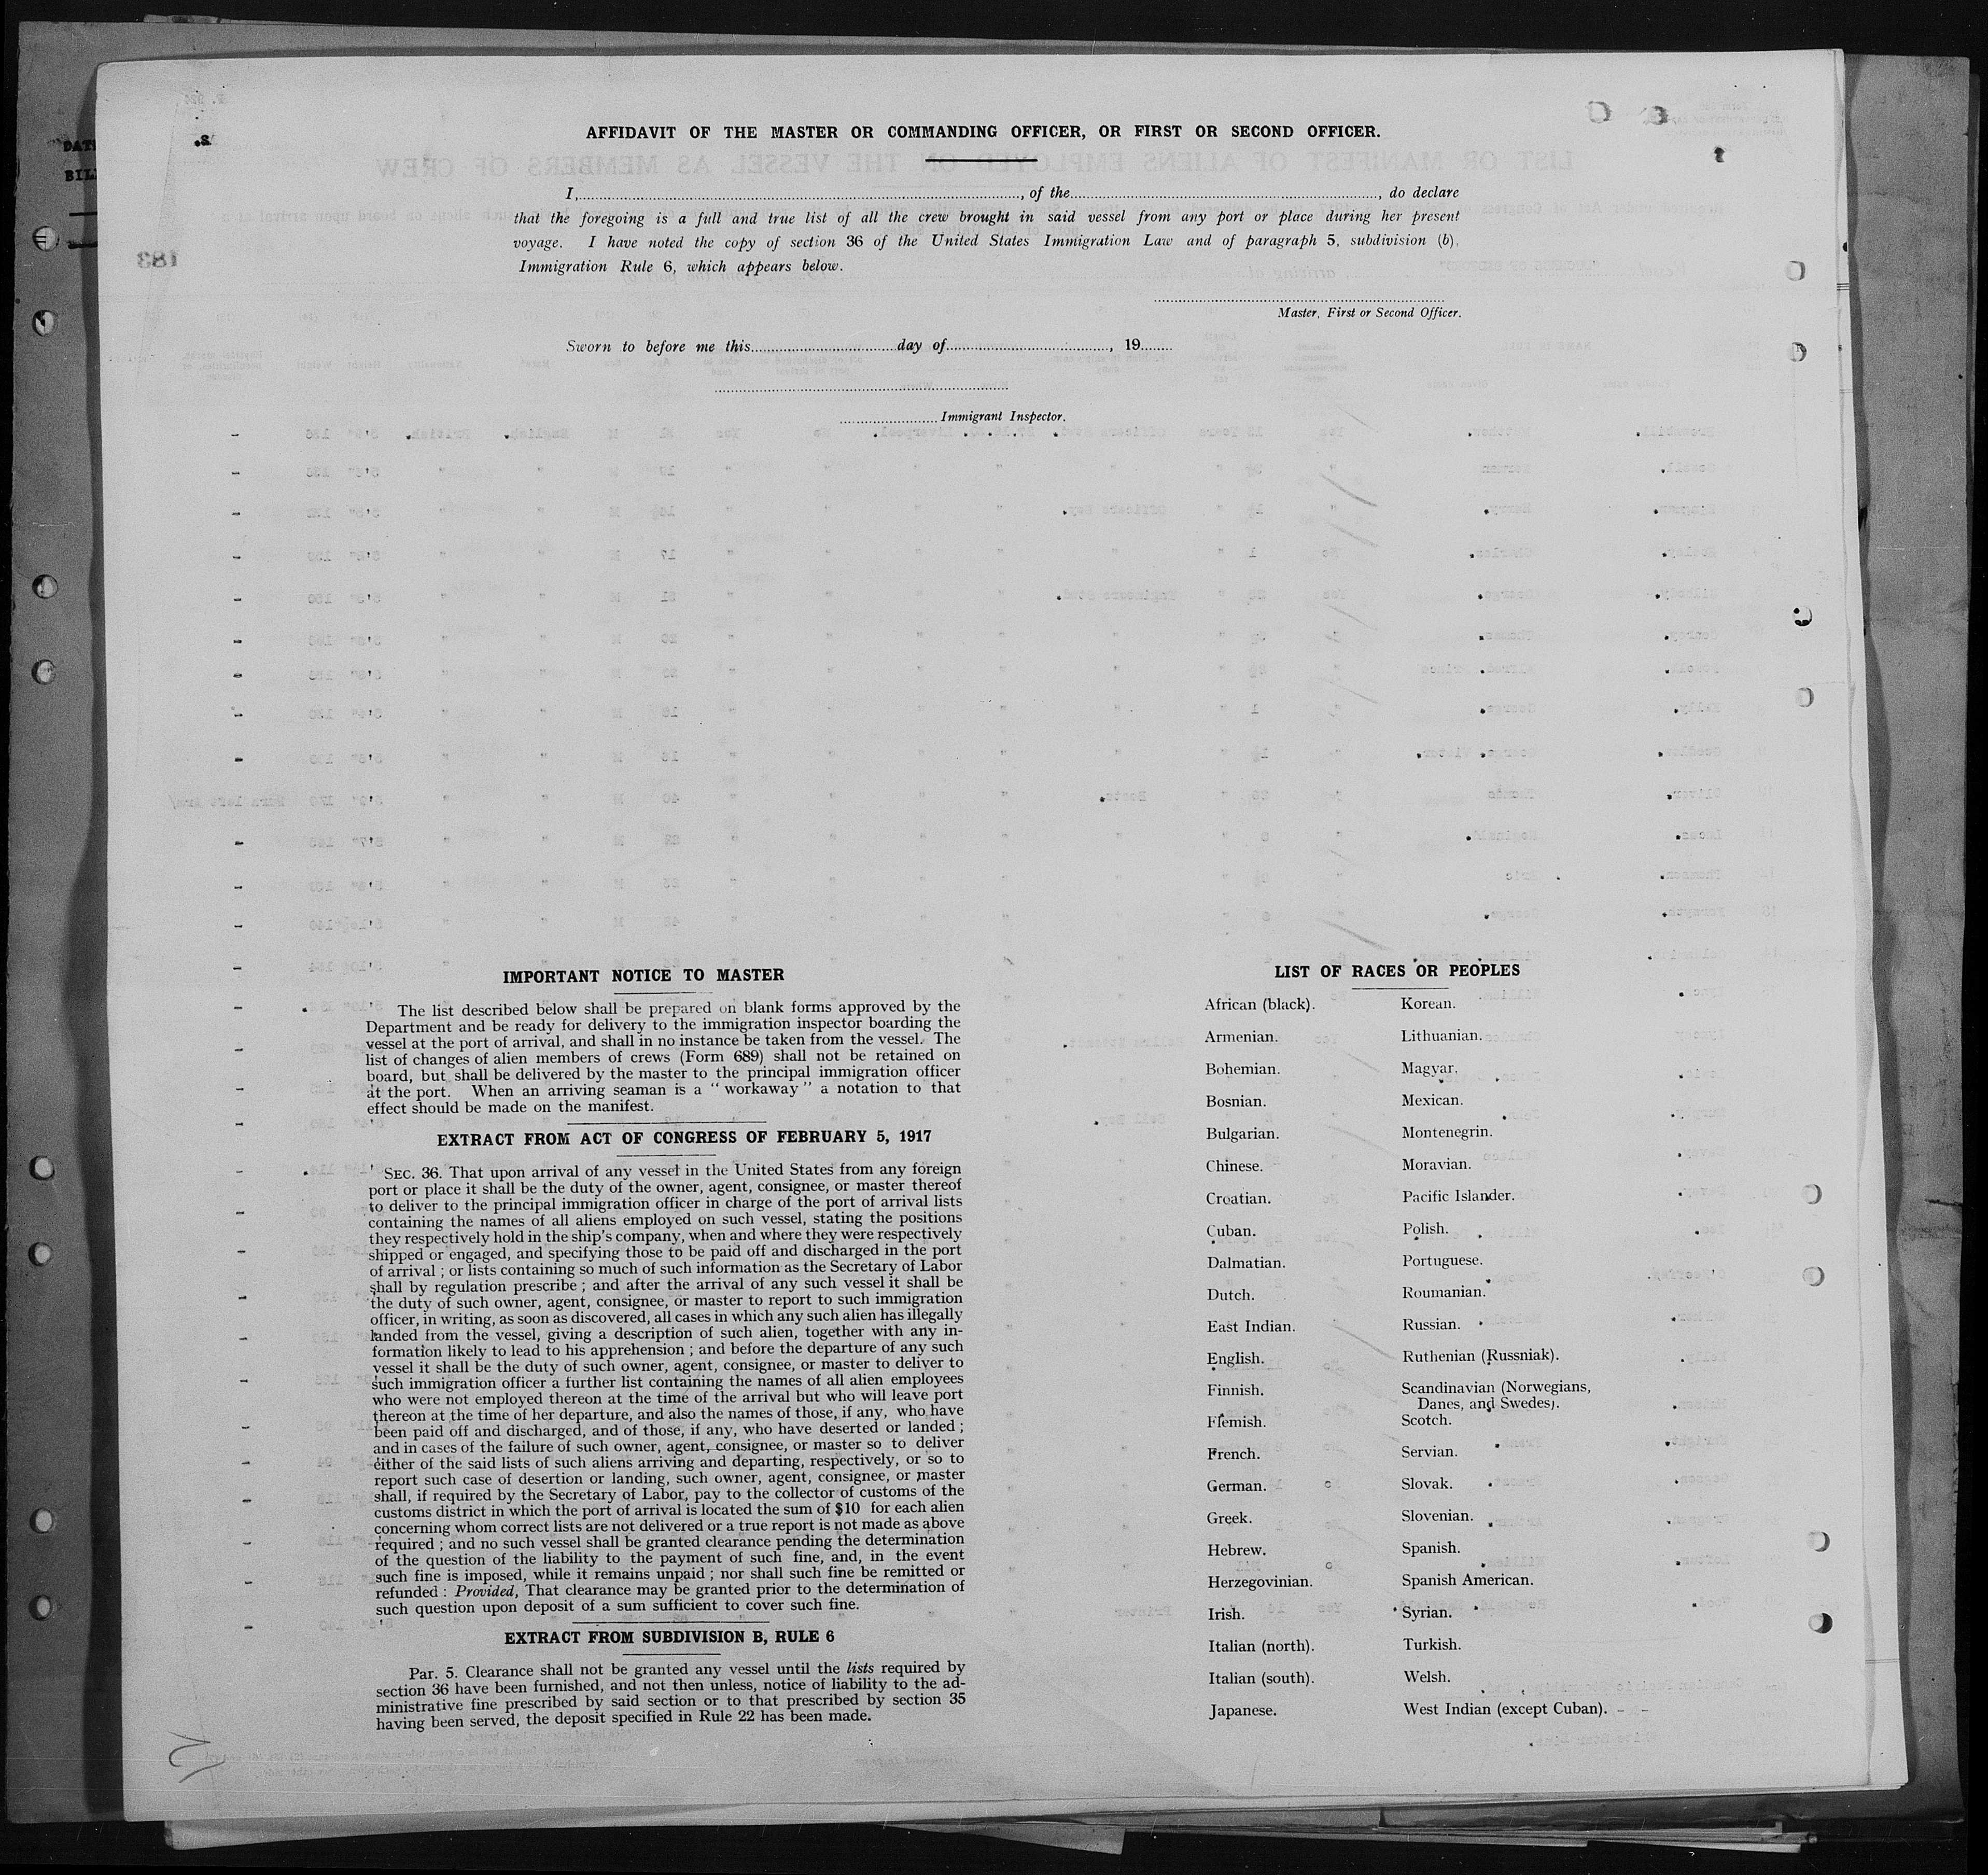 AFFIDAVIT OF THE MASTER OR COMMANDING OFFICER, OR FIRST OR SECOND OFFICER.
I,............, of the............, do declare
that the foregoing is a full and true list of all the crew brought in said vessel from any port or place during her present
voyage. I have noted the copy of section 36 of the United States Immigration Law and of paragraph 5, subdivision (b),
Immigration Rule 6, which appears below.
Master, First or Second Officer.
Sworn to before me this............day of............, 19........
............Immigrant Inspector.
IMPORTANT NOTICE TO MASTER
The list described below shall be prepared on blank forms approved by the
Department and be ready for delivery to the immigration inspector boarding the
vessel at the port of arrival, and shall in no instance be taken from the vessel. The
list of changes of alien members of crews (Form 689) shall not be retained on
board, but shall be delivered by the master to the principal immigration officer
at the port. When an arriving seaman is a “ workaway ” a notation to that
effect should be made on the manifest.
EXTRACT FROM ACT OF CONGRESS OF FEBRUARY 5, 1917
SEC. 36. That upon arrival of any vessel in the United States from any foreign
port or place it shall be the duty of the owner, agent, consignee, or master thereof
to deliver to the principal immigration officer in charge of the port of arrival lists
containing the names of all aliens employed on such vessel, stating the positions
they respectively hold in the ship's company, when and where they were respectively
shipped or engaged, and specifying those to be paid off and discharged in the port
of arrival ; or lists containing so much of such information as the Secretary of Labor
shall by regulation prescribe ; and after the arrival of any such vessel it shall be
the duty of such owner, agent, consignee, or master to report to such immigration
officer, in writing, as soon as discovered, all cases in which any such alien has illegally
landed from the vessel, giving a description of such alien, together with any in-
formation likely to lead to his apprehension ; and before the departure of any such
vessel it shall be the duty of such owner, agent, consignee, or master to deliver to
such immigration officer a further list containing the names of all alien employees
who were not employed thereon at the time of the arrival but who will leave port
thereon at the time of her departure, and also the names of those, if any, who have
been paid off and discharged, and of those, if any, who have deserted or landed ;
and in cases of the failure of such owner, agent, consignee, or master so to deliver
either of the said lists of such aliens arriving and departing, respectively, or so to
report such case of desertion or landing, such owner, agent, consignee, or master
shall, if required by the Secretary of Labor, pay to the collector of customs of the
customs district in which the port of arrival is located the sum of $10 for each alien
concerning whom correct lists are not delivered or a true report is not made as above
required ; and no such vessel shall be granted clearance pending the determination
of the question of the liability to the payment of such fine, and, in the event
such fine is imposed, while it remains unpaid ; nor shall such fine be remitted or
refunded : Provided, That clearance may be granted prior to the determination of
such question upon deposit of a sum sufficient to cover such fine.
EXTRACT FROM SUBDIVISION B, RULE 6
Par. 5. Clearance shall not be granted any vessel until the lists required by
section 36 have been furnished, and not then unless, notice of liability to the ad-
ministrative fine prescribed by said section or to that prescribed by section 35
having been served, the deposit specified in Rule 22 has been made.
LIST OF RACES OR PEOPLES
African (black).
Armenian.
Bohemian.
Bosnian.
Bulgarian.
Chinese.
Croatian.
Cuban.
Dalmatian.
Dutch.
East Indian.
English.
Finnish.
Flemish.
French.
German.
Greek.
Hebrew.
Herzegovinian.
Irish.
Italian (north).
Italian (south).
Japanese.
Korean.
Lithuanian.
Magyar.
Mexican.
Montenegrin.
Moravian.
Pacific Islander.
Polish.
Portuguese.
Roumanian.
Russian.
Ruthenian (Russniak).
Scandinavian (Norwegians,
Danes, and Swedes).
Scotch.
Servian.
Slovak.
Slovenian.
Spanish.
Spanish American.
Syrian.
Turkish.
Welsh.
West Indian (except Cuban).